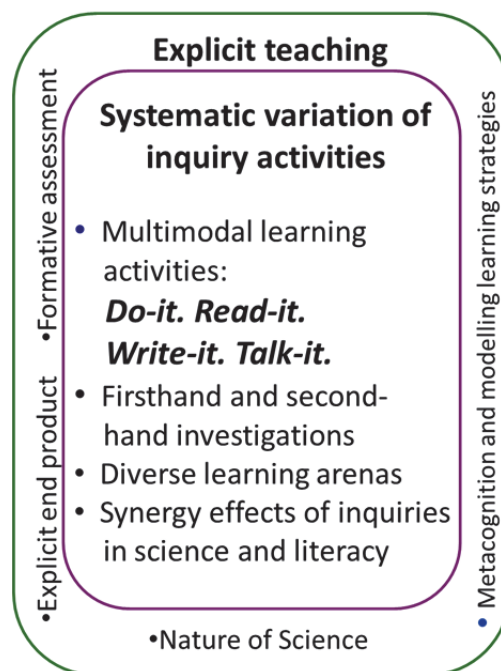 Explicit teaching
Systematic variation of
inquiry activities
• Multimodal learning
activities:
Do-it. Read-it.
Write-it. Talk-it.
• Firsthand and second-
hand investigations
• Diverse learning arenas
• Synergy effects of inquiries
in science and literacy
•Formative assessment
•Explicit end product
• Metacognition and modelling learning strategies
•Nature of Science